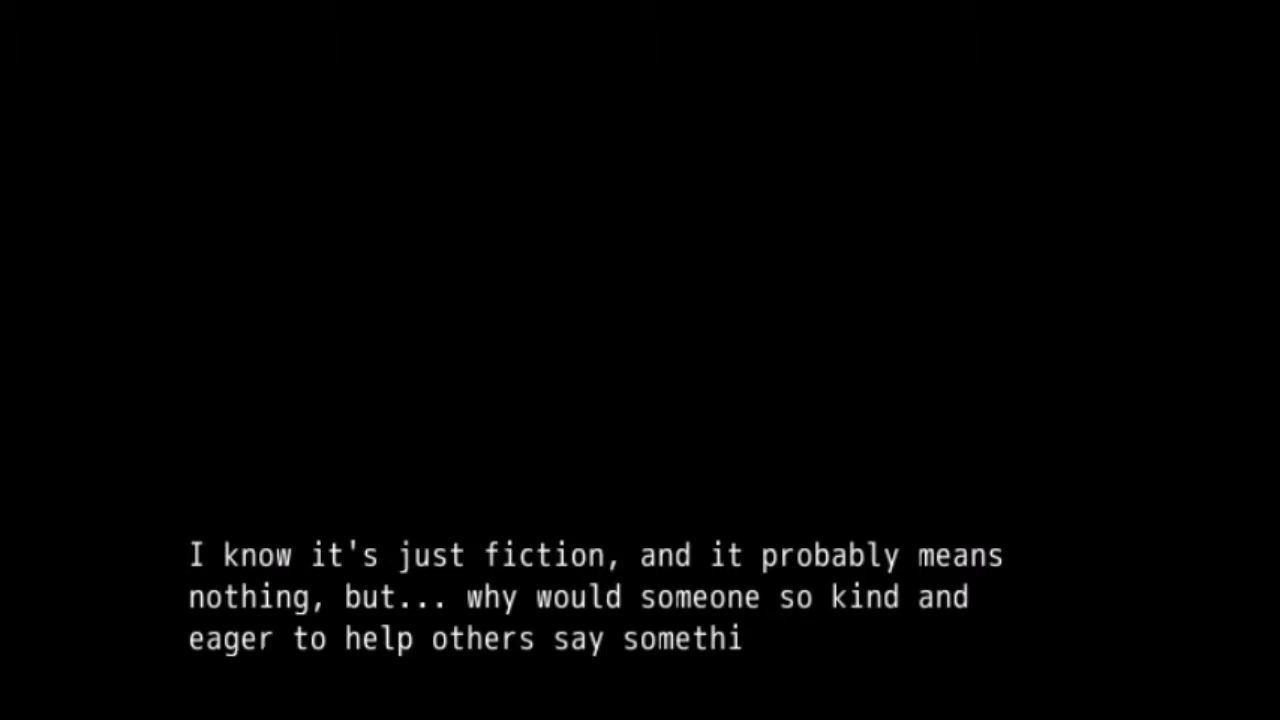 I know it's just fiction, and it probably means
nothing, but... why would someone so kind and
eager to help others say somethi